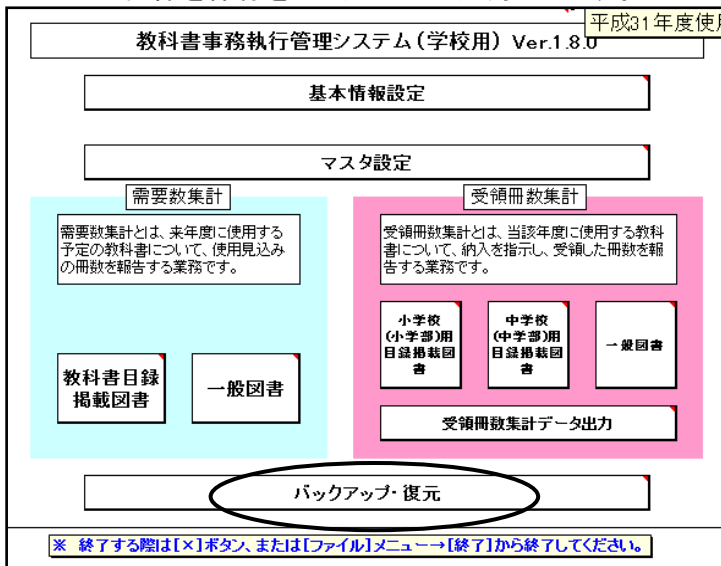 平成31年度使用
教科書事務執行管理システム(学校用) Ver.1.8.0
基本情報設定
マスタ設定
需要数集計
需要数集計とは、来年度に使用する
予定の教科書について、使用見込み
の冊数を報告する業務です。
教科書目録
掲載図書
一般図書
受領冊数集計
受領冊数集計とは、当該年度に使用する教科
書について、納入を指示し、受領した冊数を報
告する業務です。
小学校
(小学部)用
目録掲載図
書
中学校
(中学部)用
目録掲載図
書
一般図書
受領冊数集計データ出力
バックアップ・復元
※ 終了する際は[×]ボタン、または[ファイル]メニュー→[終了]から終了してください。